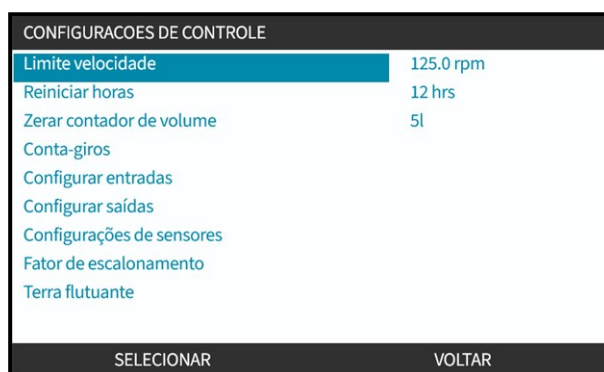 CONFIGURACOES DE CONTROLE
Limite velocidade 125.0 rpm
Reiniciar horas 12 hrs
Zerar contador de volume 5l
Conta-giros
Configurar entradas
Configurar saídas
Configurações de sensores
Fator de escalonamento
Terra flutuante
SELECIONAR VOLTAR